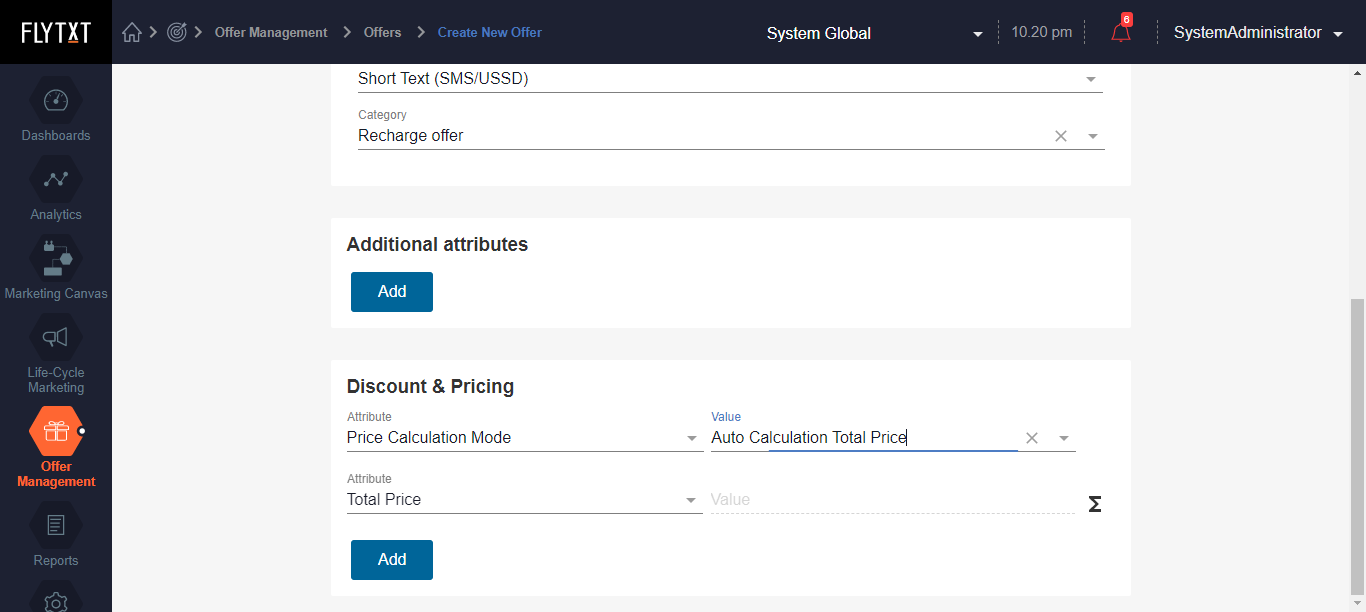 FLYTXT
Offer Management
Offers
Create New Offer
System Global
10.20 pm
6
SystemAdministrator
Dashboards
Analytics
Marketing Canvas
Life-Cycle
Marketing
Offer
Management
Reports
Short Text (SMS/USSD)
Category
Recharge offer
Additional attributes
Add
Discount & Pricing
Attribute
Price Calculation Mode
Value
Auto Calculation Total Price
Attribute
Total Price
Value
Σ
Add